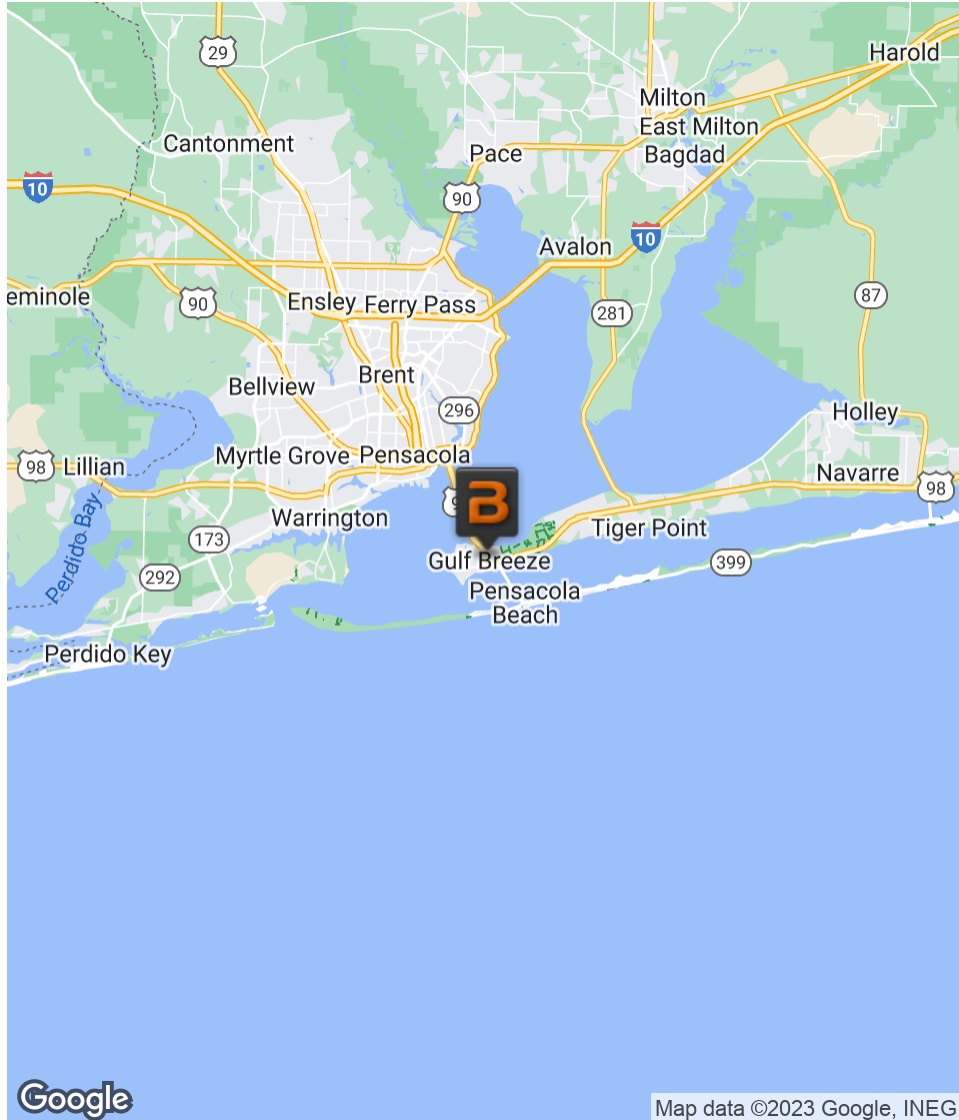 29
Harold
Milton
East Milton
Cantonment
Pace
Bagdad
10
90
10
Avalon
eminole
90
Ensley
Ferry Pass
281
87
Bellview
Brent
296
Holley
98
Lillian
Myrtle Grove
Pensacola
Navarre
98
B
9
Warrington
Tiger Point
Perdido Bay
173
Gulf Breeze
399
292
Pensacola
Beach
Perdido Key
Google
Map data ©2023 Google, INEG